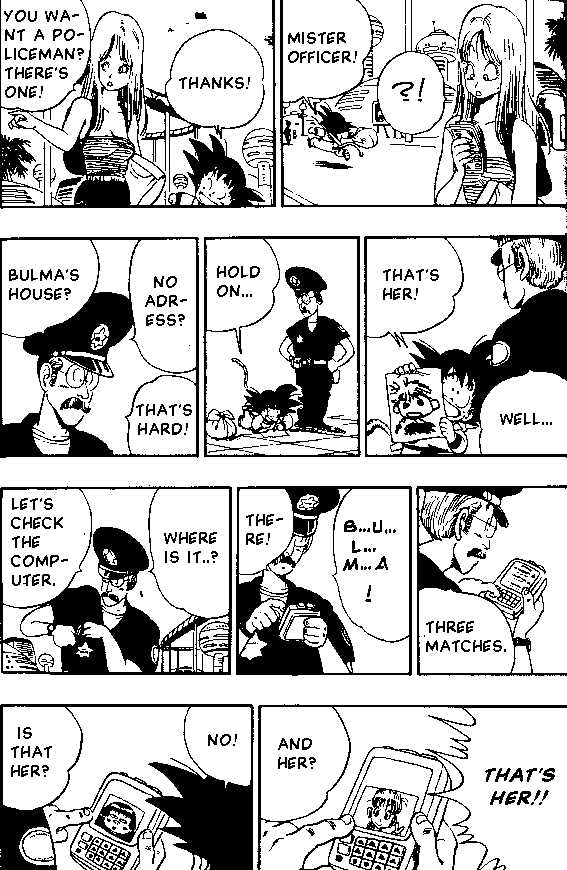 YOU WA-
NT A PO-
LICEMAN?
THERE'S
ONE!
THANKS!
MISTER
OFFICER!
?!
BULMA'S
HOUSE?
NO
ADR-
ESS?
THAT'S
HARD!
HOLD
ON...
THAT'S
HER!
WELL...
LET'S
CHECK
THE
COMP-
UTER.
WHERE
IS IT..?
THE-
RE!
B...U...
L...
M...A
!
THREE
MATCHES.
IS
THAT
HER?
NO!
AND
HER?
THAT'S
HER!!